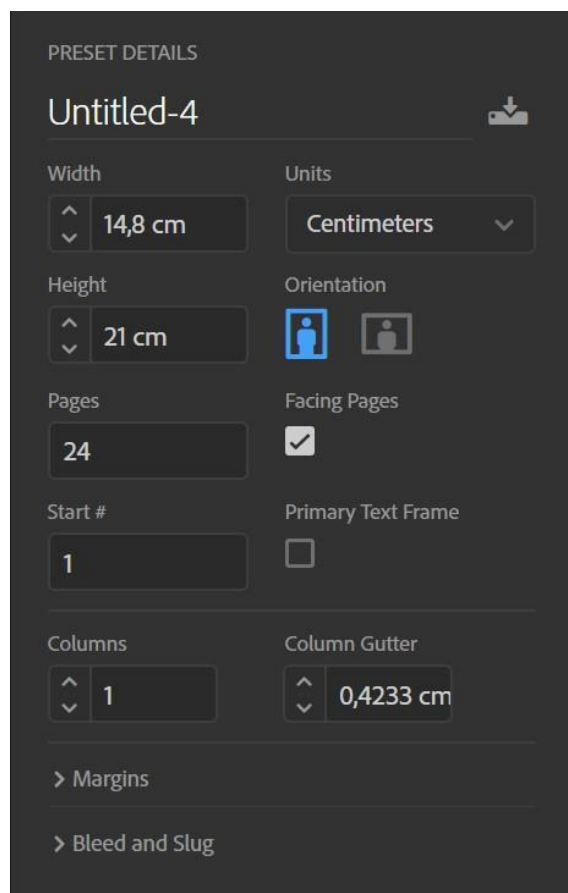 PRESET DETAILS
Untitled-4
Width Units
14,8 cm Centimeters
Height Orientation
21 cm
Pages Facing Pages
24
Start # Primary Text Frame
1
Columns Column Gutter
1 0,4233 cm
Margins
Bleed and Slug